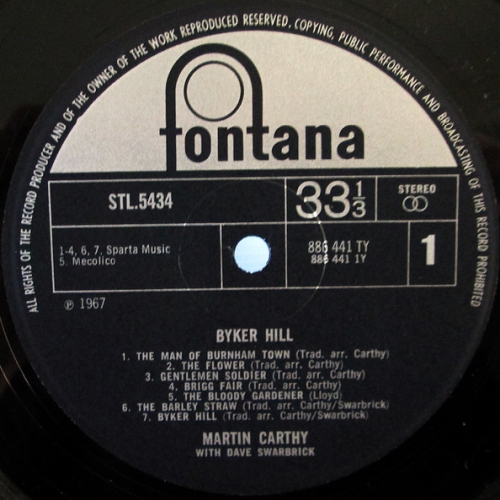 ALL RIGHTS OF THE RECORD PRODUCER AND OF THE OWNER OF THE WORK REPRODUCED RESERVED, COPYING, PUBLIC PERFORMANCE AND BROADCASTING OF THIS RECORD PROHIBITED
fontana
STL.5434
33⅓
STEREO
1-4, 6, 7. Sparta Music
5. Mecolico
886 441 TY
886 441 1Y
1
℗ 1967
BYKER HILL
1. THE MAN OF BURNHAM TOWN (Trad. arr. Carthy)
2. THE FLOWER (Trad. arr. Carthy)
3. GENTLEMEN SOLDIER (Trad. arr. Carthy)
4. BRIGG FAIR (Trad. arr. Carthy)
5. THE BLOODY GARDENER (Lloyd)
6. THE BARLEY STRAW (Trad. arr. Carthy/Swarbrick)
7. BYKER HILL (Trad. arr. Carthy/Swarbrick)
MARTIN CARTHY
WITH DAVE SWARBRICK